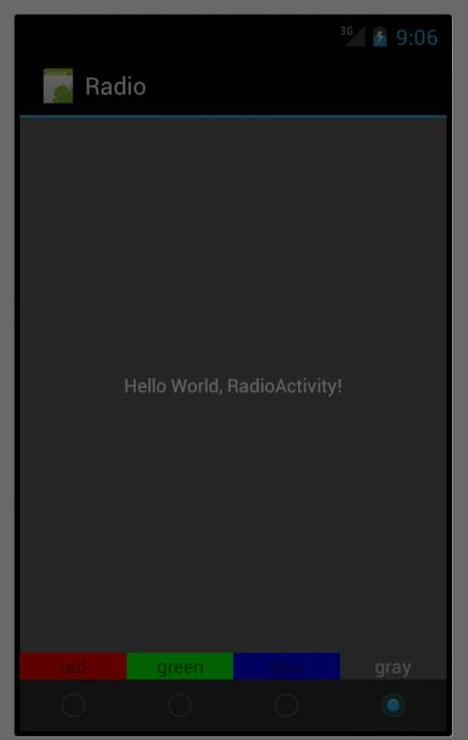 3G 9:06
Radio
Hello World, RadioActivity!
red green blue gray